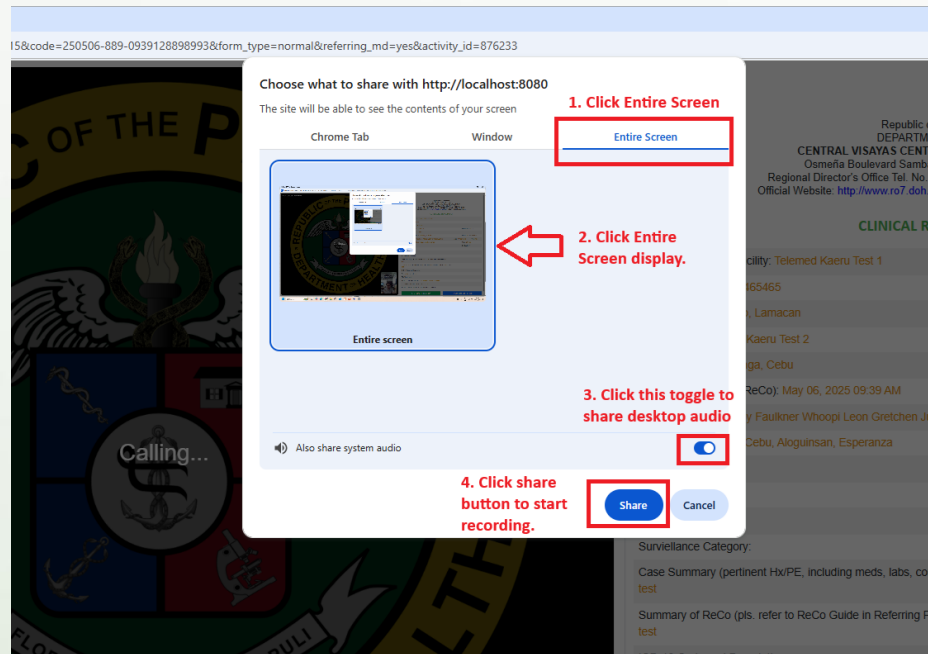 15&code=250506-889-0939128898993&form_type=normal&referring_md=yes&activity_id=876233
Choose what to share with http://localhost:8080
The site will be able to see the contents of your screen
1. Click Entire Screen
Chrome Tab
Window
Entire Screen
2. Click Entire
Screen display.
Entire screen
3. Click this toggle to
share desktop audio
Also share system audio
4. Click share
button to start
recording.
Share
Cancel
OF THE P
Calling...
Republic
DEPARTM
CENTRAL VISAYAS CENT
Osmeña Boulevard Samb
Regional Director's Office Tel. No.
Official Website: http://www.ro7.doh
CLINICAL R
cility: Telemed Kaeru Test 1
465465
, Lamacan
Kaeru Test 2
ga, Cebu
ReCo): May 06, 2025 09:39 AM
y Faulkner Whoopi Leon Gretchen J
Cebu, Aloguinsan, Esperanza
Surviellance Category:
Case Summary (pertinent Hx/PE, including meds, labs, co
test
Summary of ReCo (pls. refer to ReCo Guide in Referring P
test